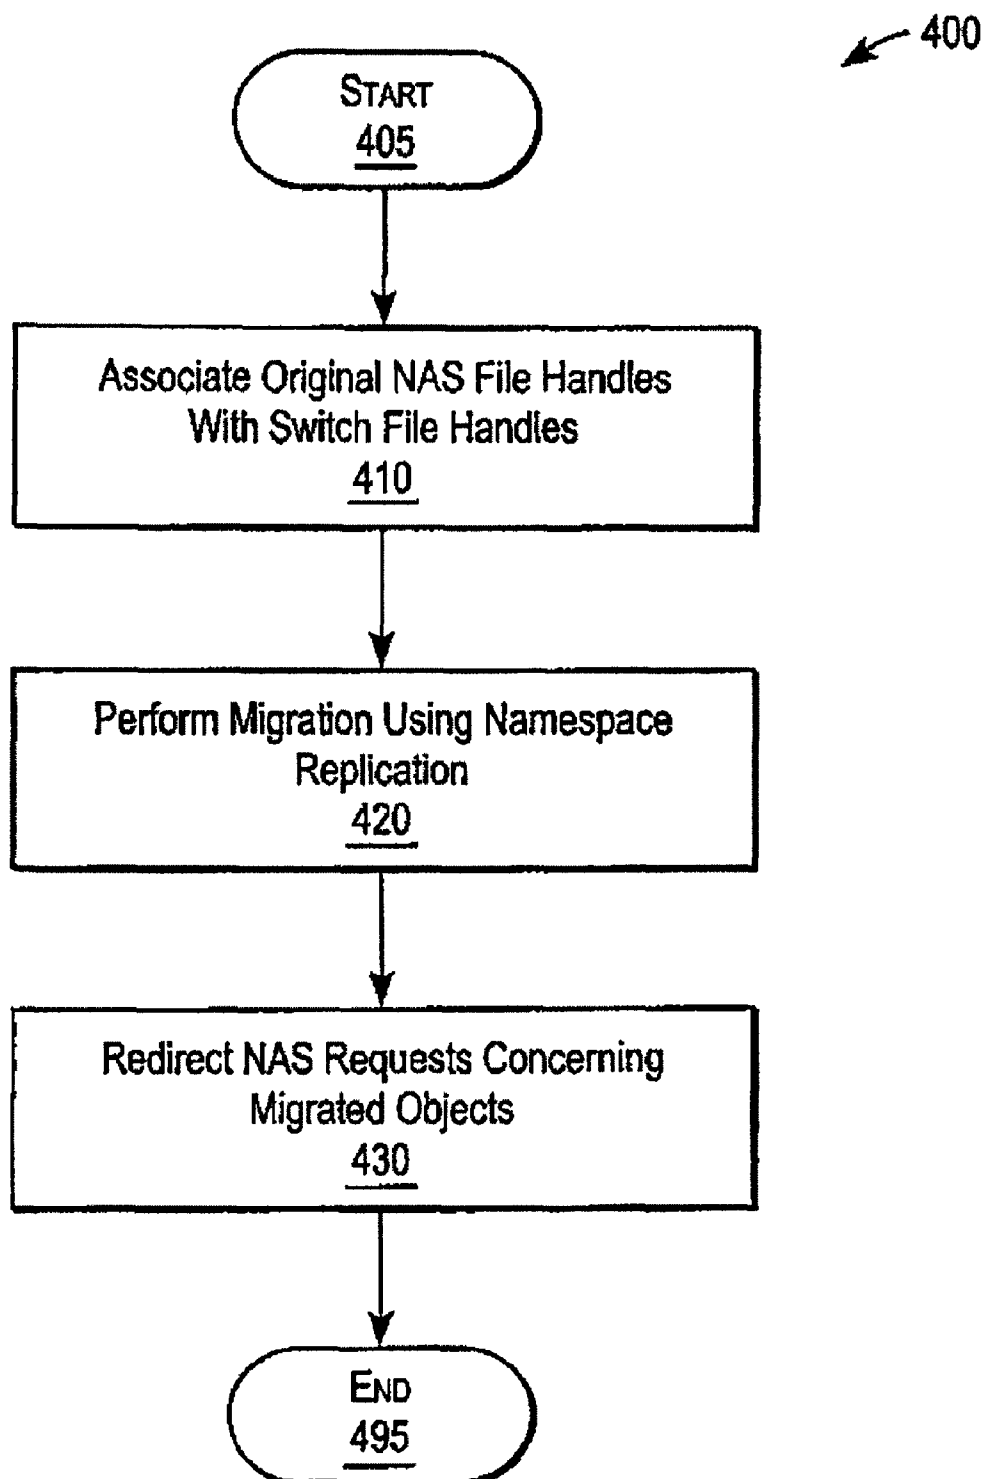 400
START
405
Associate Original NAS File Handles
With Switch File Handles
410
Perform Migration Using Namespace
Replication
420
Redirect NAS Requests Concerning
Migrated Objects
430
END
495